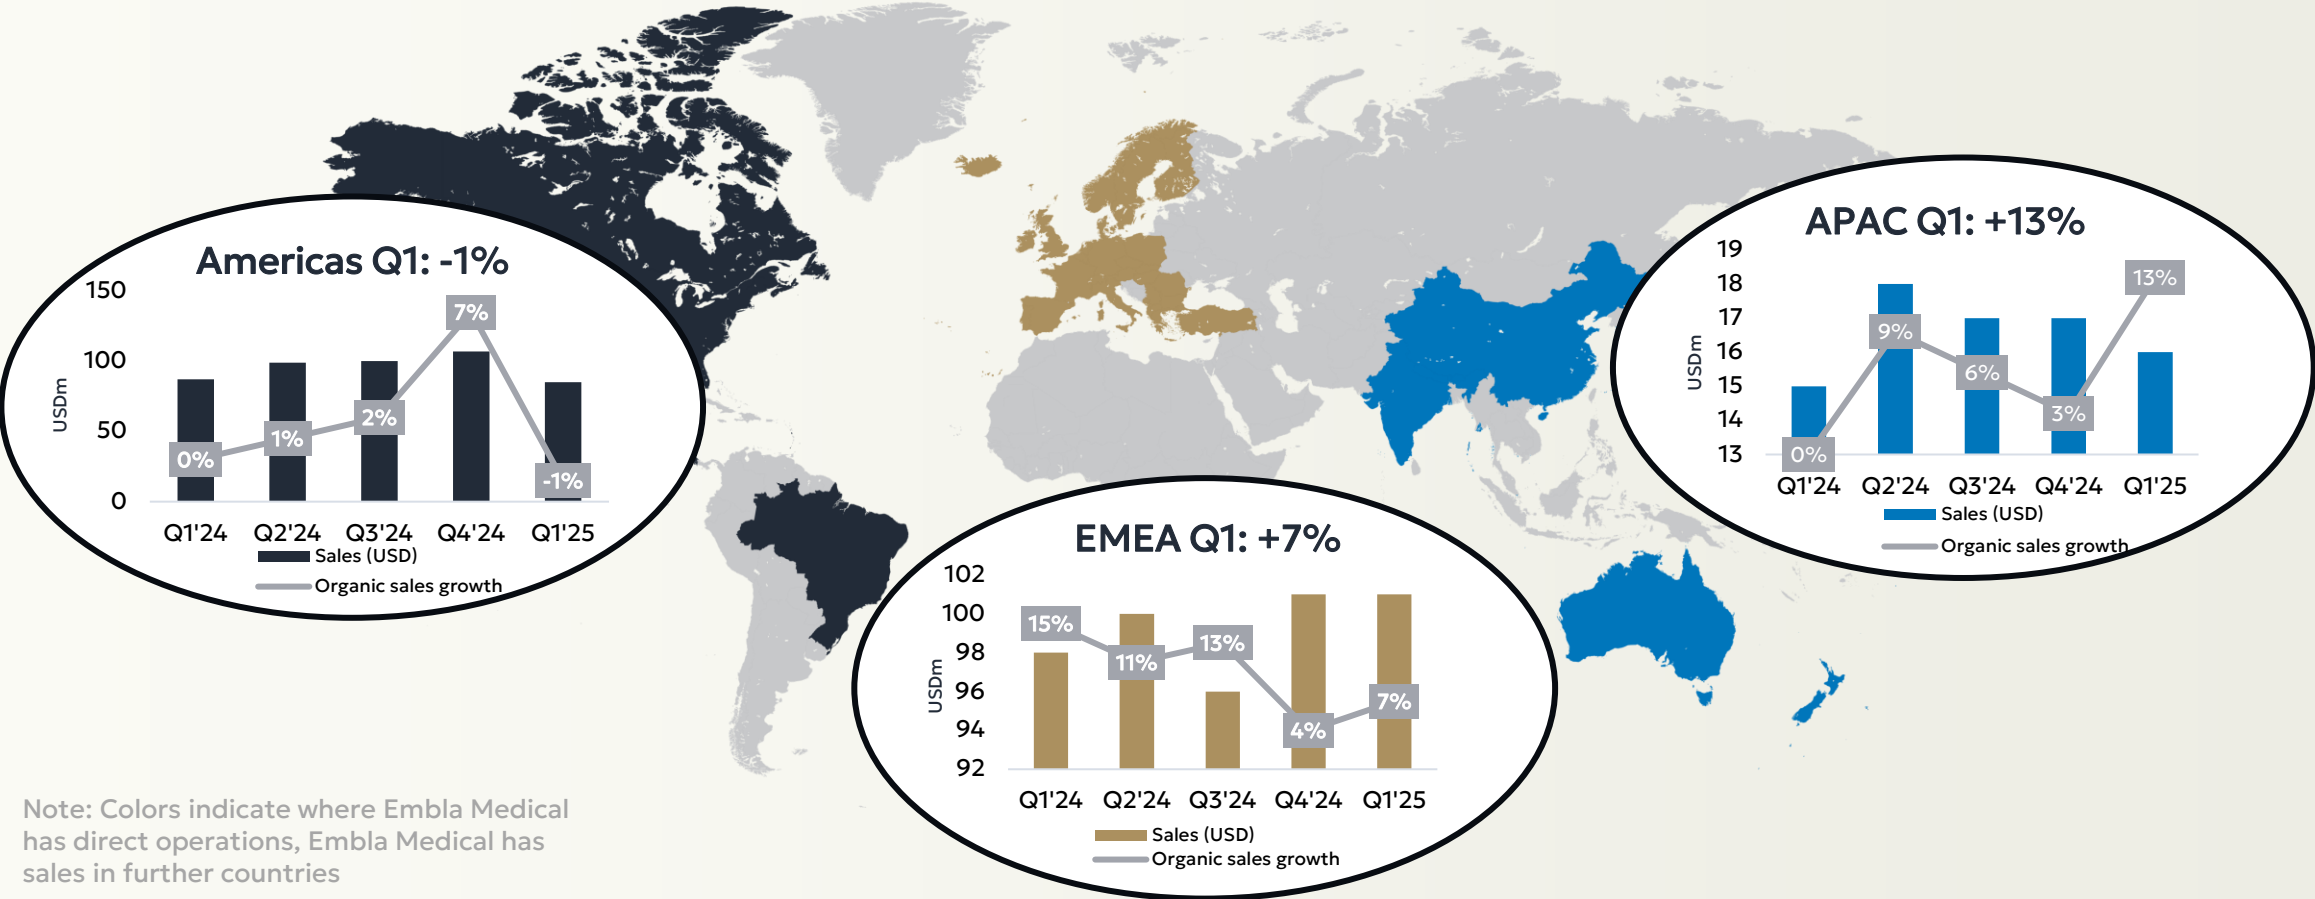 Americas Q1: -1%
150
100
50
0
USDm
0%
1%
2%
7%
-1%
Q1'24 Q2'24 Q3'24 Q4'24 Q1'25
Sales (USD)
Organic sales growth
EMEA Q1: +7%
102
100
98
96
94
92
USDm
15%
11%
13%
4%
7%
Q1'24 Q2'24 Q3'24 Q4'24 Q1'25
Sales (USD)
Organic sales growth
APAC Q1: +13%
19
18
17
16
15
14
13
USDm
0%
9%
6%
3%
13%
Q1'24 Q2'24 Q3'24 Q4'24 Q1'25
Sales (USD)
Organic sales growth
Note: Colors indicate where Embla Medical
has direct operations, Embla Medical has
sales in further countries